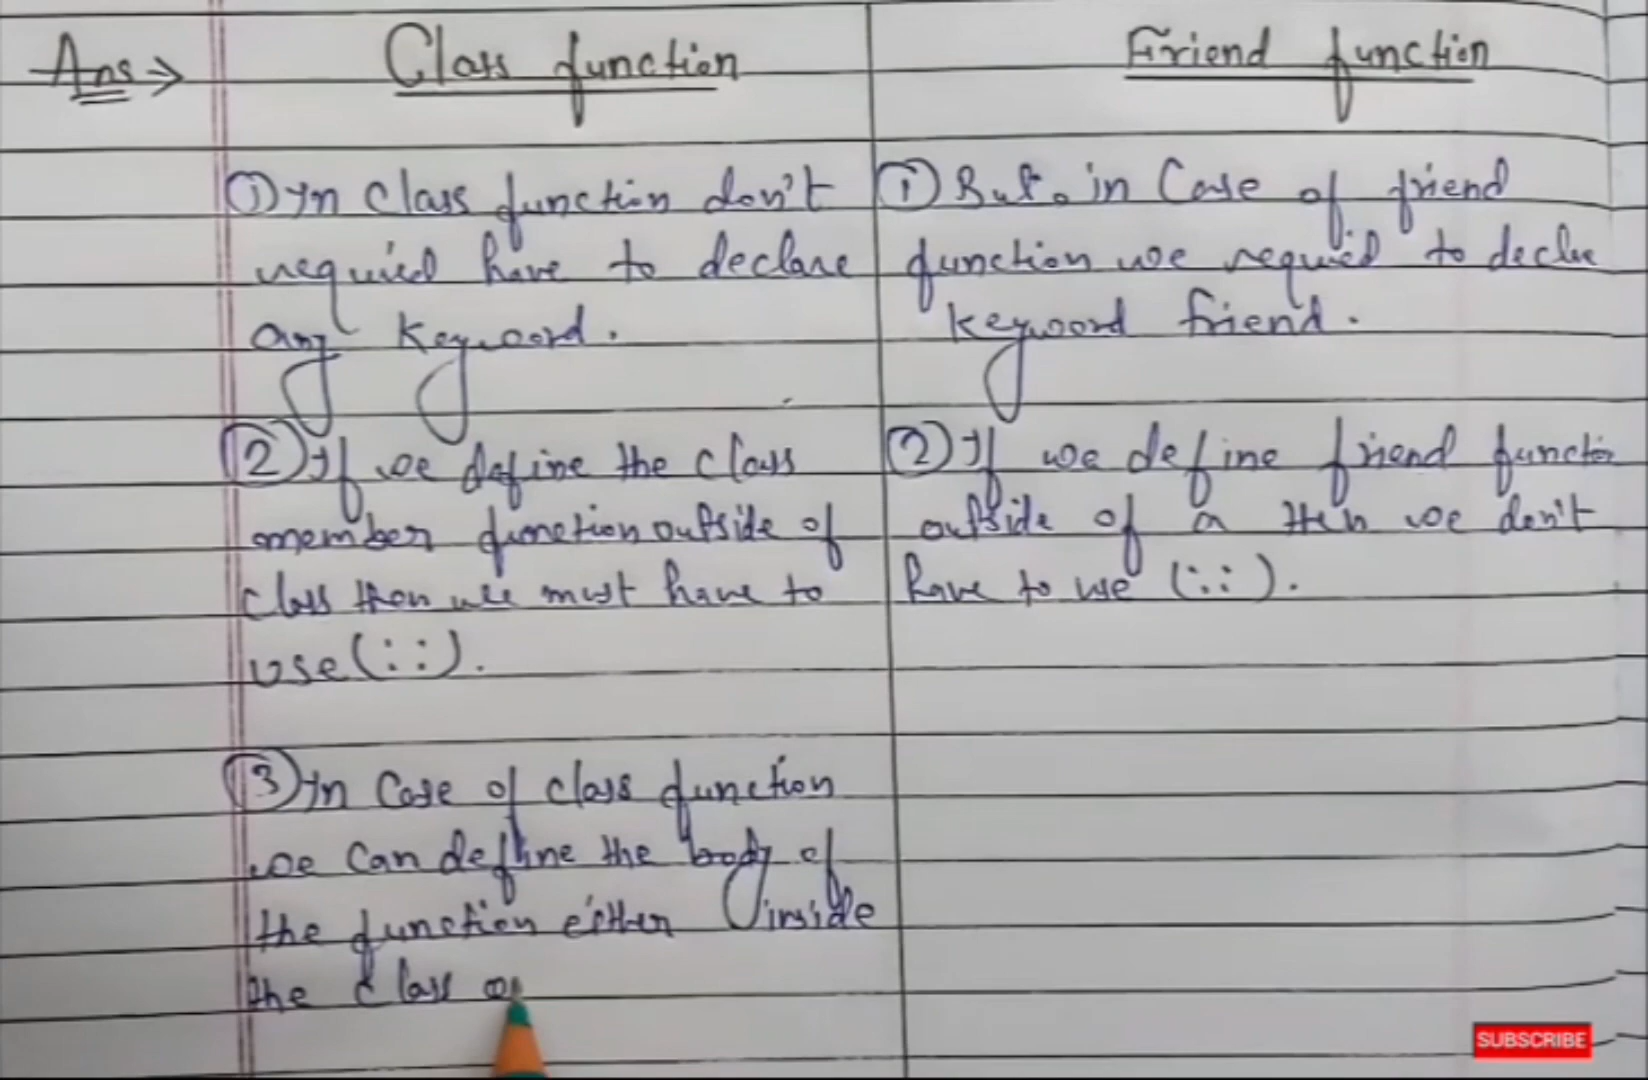 Ans → Class function
① In Class function don't
requied have to declare
any Keyword.
② If we define the class
member function outside of
class then we must have to
use (::).
③ In Case of class function
we can define the body of
the function either inside
the class or
Friend function
① But in Case of friend
function we requied to declre
keyword friend.
② If we define friend function
outside of a then we don't
have to use (::).
SUBSCRIBE